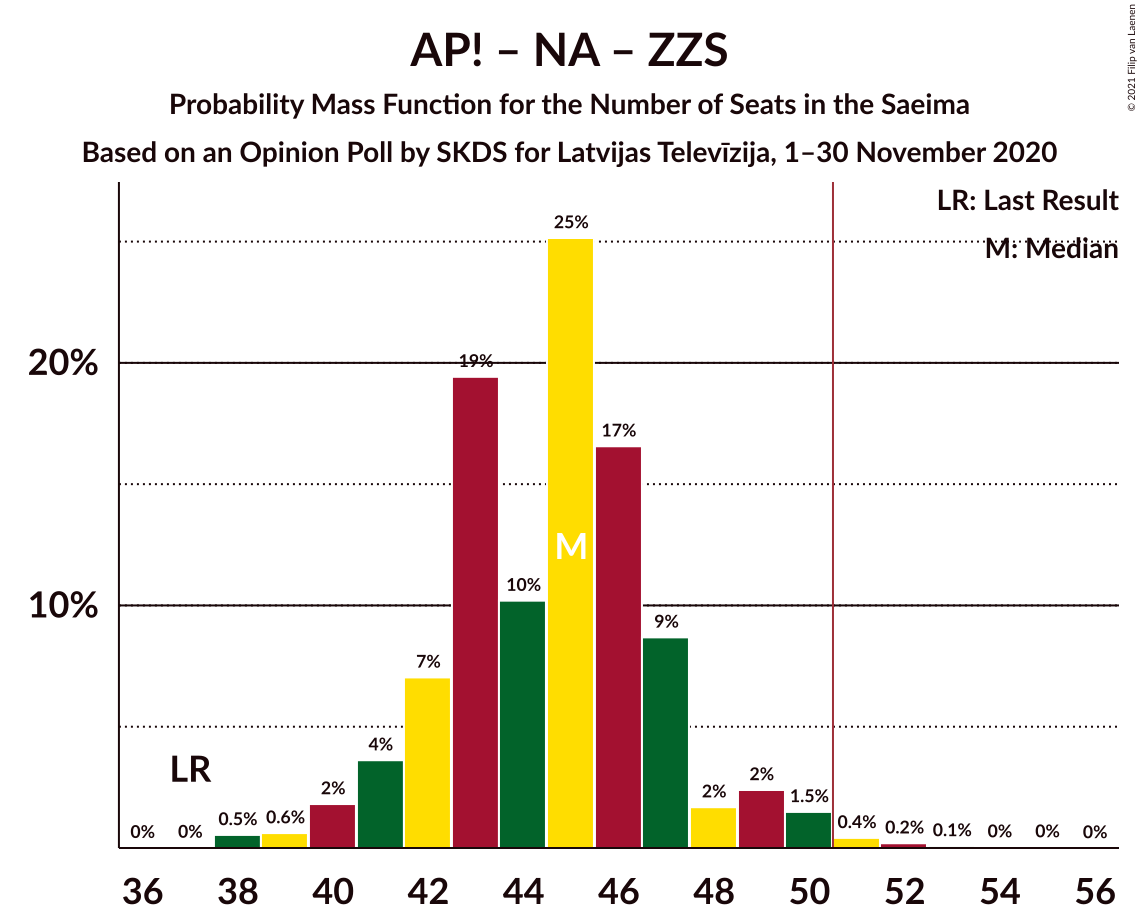 AP! – NA – ZZS
Probability Mass Function for the Number of Seats in the Saeima
Based on an Opinion Poll by SKDS for Latvijas Televīzija, 1–30 November 2020
© 2021 Filip van Laenen
LR: Last Result
M: Median
20%
10%
LR
M
0%
0%
0.5%
0.6%
2%
4%
7%
19%
10%
25%
17%
9%
2%
2%
1.5%
0.4%
0.2%
0.1%
0%
0%
0%
36 38 40 42 44 46 48 50 52 54 56